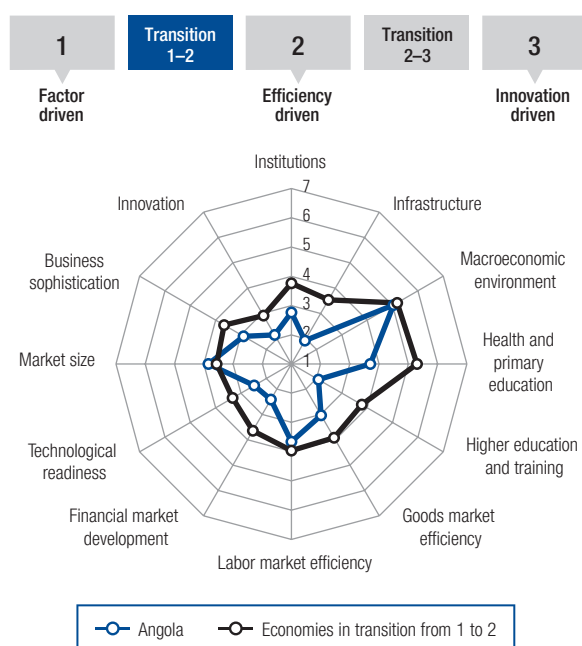 1
Transition
1–2
2
Transition
2–3
3
Factor
driven
Efficiency
driven
Innovation
driven
Institutions
7
6
5
4
3
2
1
Infrastructure
Macroeconomic
environment
Health and
primary
education
Higher education
and training
Goods market
efficiency
Labor market efficiency
Financial market
development
Technological
readiness
Market size
Business
sophistication
Innovation
Angola
Economies in transition from 1 to 2